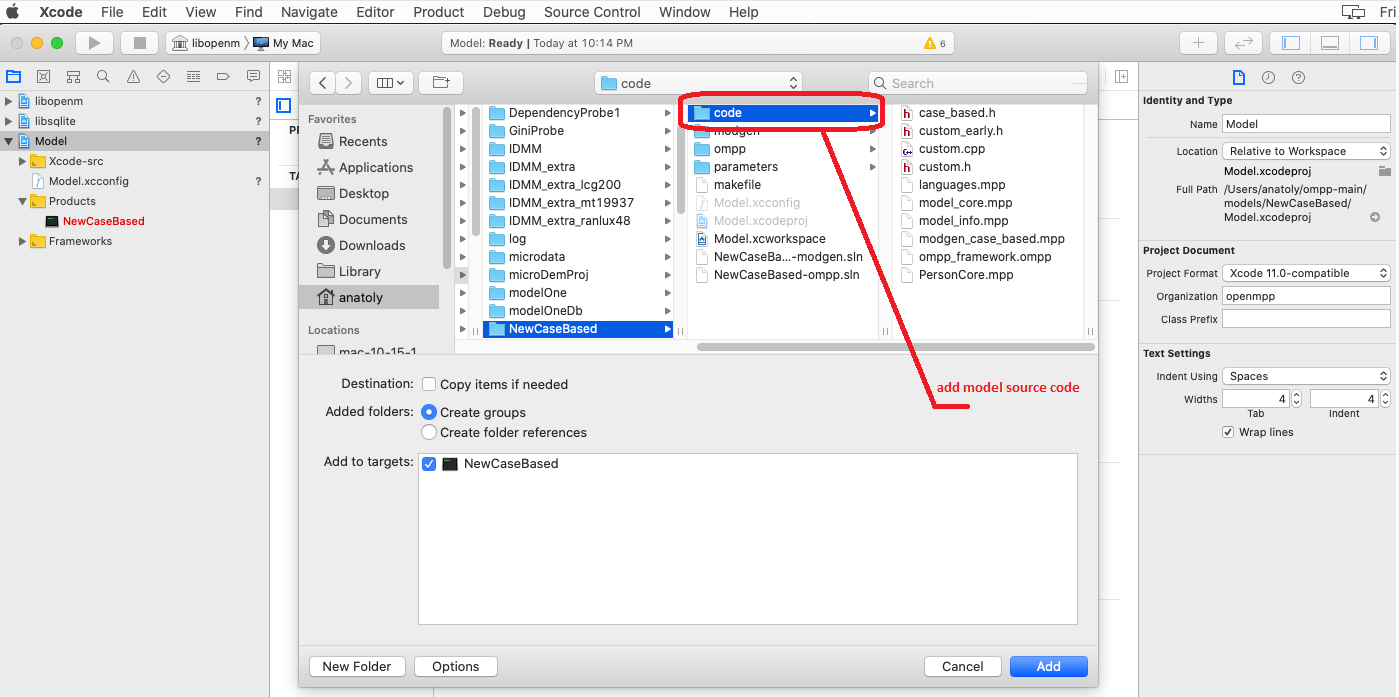 Xcode File Edit View Find Navigate Editor Product Debug Source Control Window Help Fri
libopenm My Mac
Model: Ready | Today at 10:14 PM
6
libopenm ?
libsqlite ?
Model ?
Xcode-src
Model.xcconfig ?
Products
NewCaseBased
Frameworks
code
Search
Favorites
Recents
Applications
Desktop
Documents
Downloads
Library
anatoly
Locations
mac-10-15-1
DependencyProbe1
GiniProbe
IDMM
IDMM_extra
IDMM_extra_lcg200
IDMM_extra_mt19937
IDMM_extra_ranlux48
log
microdata
microDemProj
modelOne
modelOneDb
NewCaseBased
code
modgen
ompp
parameters
makefile
Model.xcconfig
Model.xcodeproj
Model.xcworkspace
NewCaseBa...-modgen.sln
NewCaseBased-ompp.sln
case_based.h
custom_early.h
custom.cpp
custom.h
languages.mpp
model_core.mpp
model_info.mpp
modgen_case_based.mpp
ompp_framework.ompp
PersonCore.mpp
add model source code
Destination: Copy items if needed
Added folders: Create groups
Create folder references
Add to targets: NewCaseBased
New Folder Options Cancel Add
Identity and Type
Name Model
Location Relative to Workspace
Model.xcodeproj
Full Path /Users/anatoly/ompp-main/
models/NewCaseBased/
Model.xcodeproj
Project Document
Project Format Xcode 11.0-compatible
Organization openmpp
Class Prefix
Text Settings
Indent Using Spaces
Widths 4 4
Tab Indent
Wrap lines